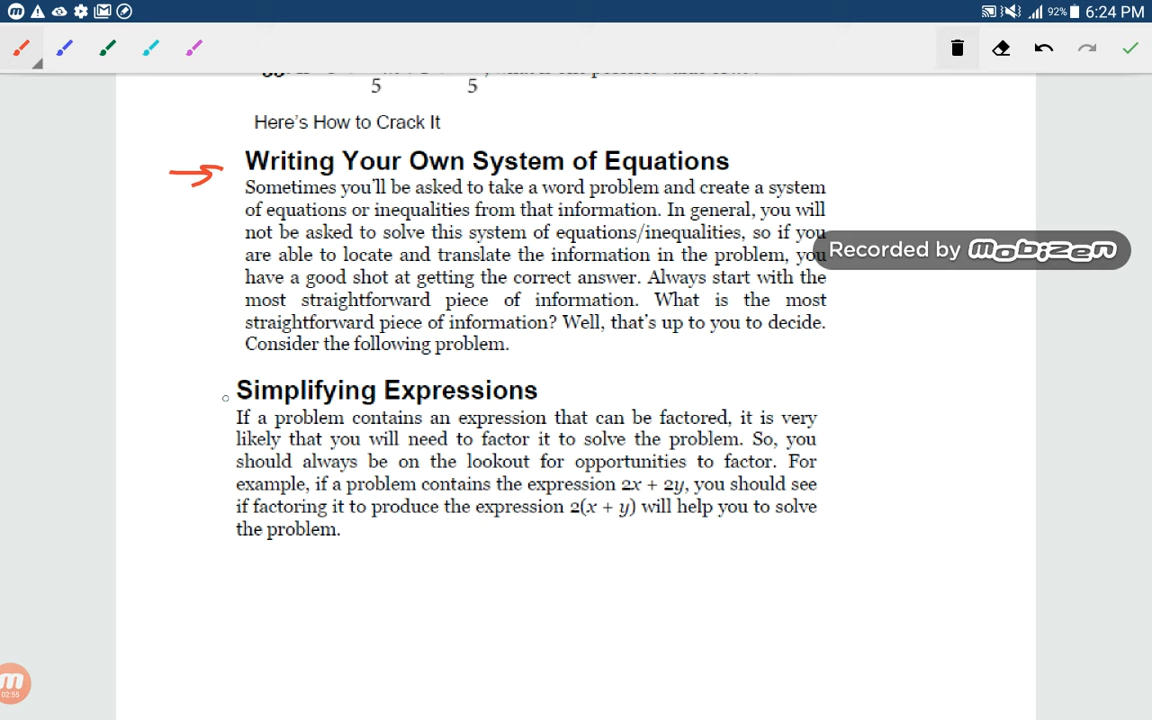 92% 6:24 PM
5 5
Here's How to Crack It
Writing Your Own System of Equations
Sometimes you'll be asked to take a word problem and create a system
of equations or inequalities from that information. In general, you will
not be asked to solve this system of equations/inequalities, so if you
are able to locate and translate the information in the problem, you
have a good shot at getting the correct answer. Always start with the
most straightforward piece of information. What is the most
straightforward piece of information? Well, that's up to you to decide.
Consider the following problem.
Recorded by mobizen
Simplifying Expressions
If a problem contains an expression that can be factored, it is very
likely that you will need to factor it to solve the problem. So, you
should always be on the lookout for opportunities to factor. For
example, if a problem contains the expression 2x + 2y, you should see
if factoring it to produce the expression 2(x + y) will help you to solve
the problem.
m
02:55